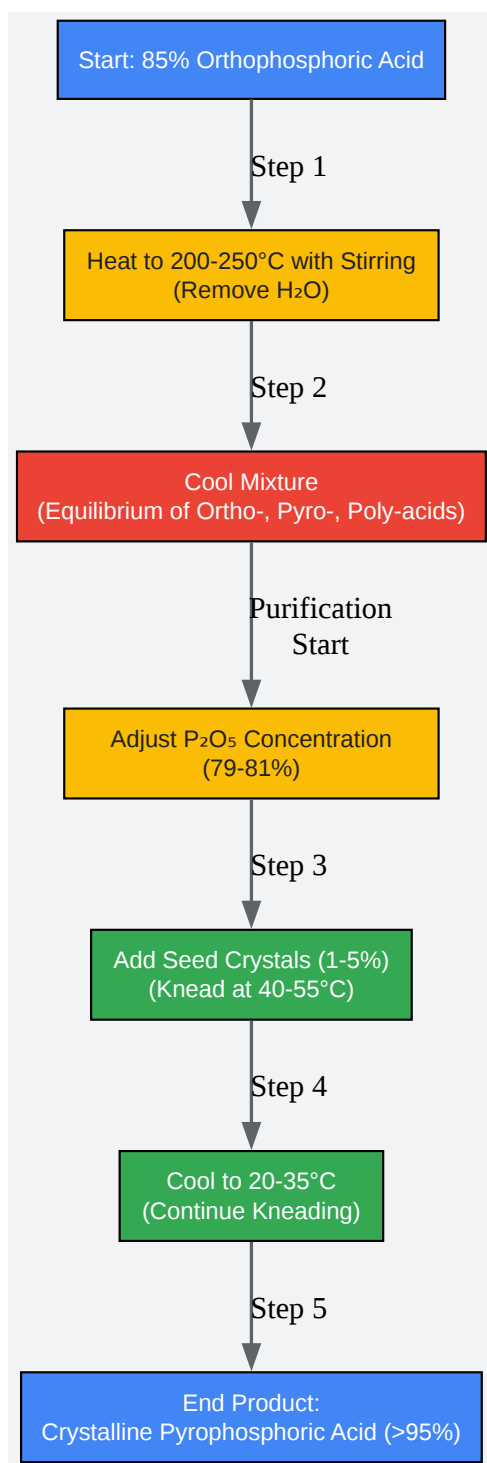 Start: 85% Orthophosphoric Acid
Step 1
Heat to 200-250°C with Stirring
(Remove H₂O)
Step 2
Cool Mixture
(Equilibrium of Ortho-, Pyro-, Poly-acids)
Purification
Start
Adjust P₂O₅ Concentration
(79-81%)
Step 3
Add Seed Crystals (1-5%)
(Knead at 40-55°C)
Step 4
Cool to 20-35°C
(Continue Kneading)
Step 5
End Product:
Crystalline Pyrophosphoric Acid (>95%)